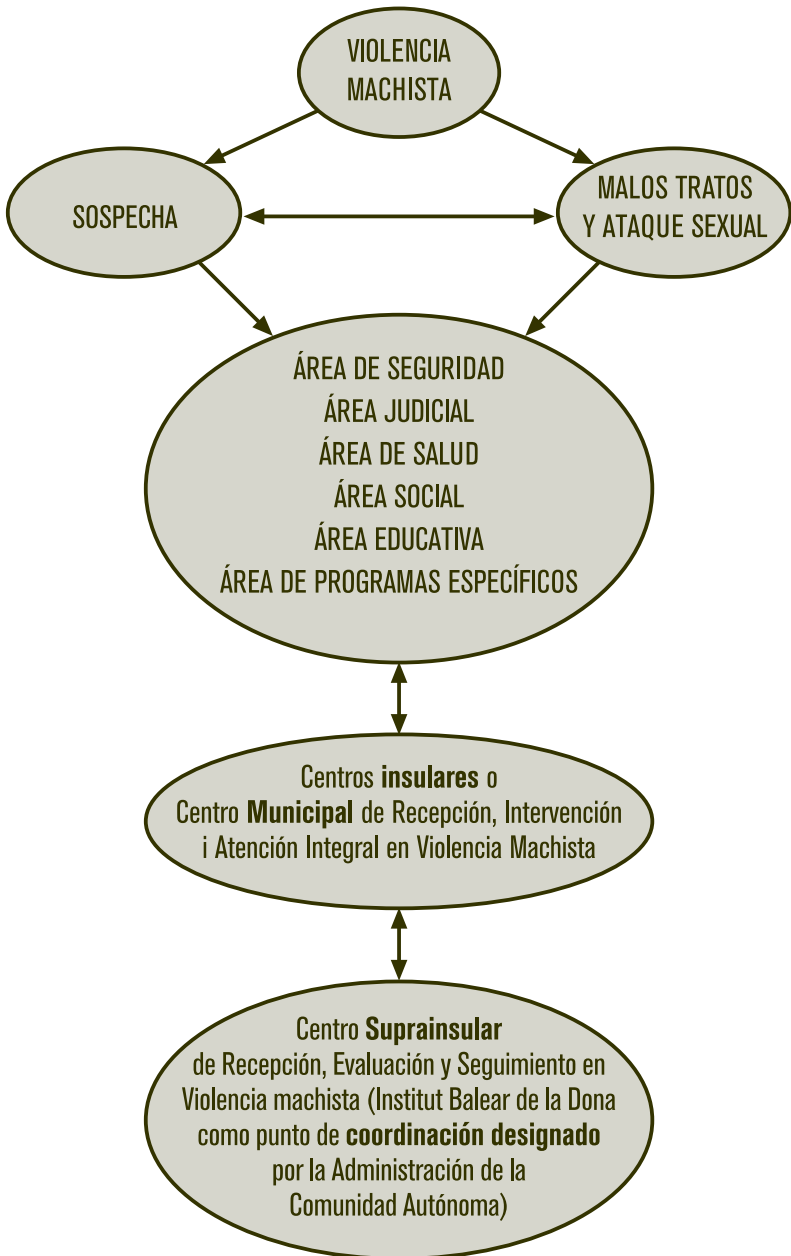 VIOLENCIA
MACHISTA
SOSPECHA
MALOS TRATOS
Y ATAQUE SEXUAL
ÁREA DE SEGURIDAD
ÁREA JUDICIAL
ÁREA DE SALUD
ÁREA SOCIAL
ÁREA EDUCATIVA
ÁREA DE PROGRAMAS ESPECÍFICOS
Centros insulares o
Centro Municipal de Recepción, Intervención
i Atención Integral en Violencia Machista
Centro Suprainsular
de Recepción, Evaluación y Seguimiento en
Violencia machista (Institut Balear de la Dona
como punto de coordinación designado
por la Administración de la
Comunidad Autónoma)